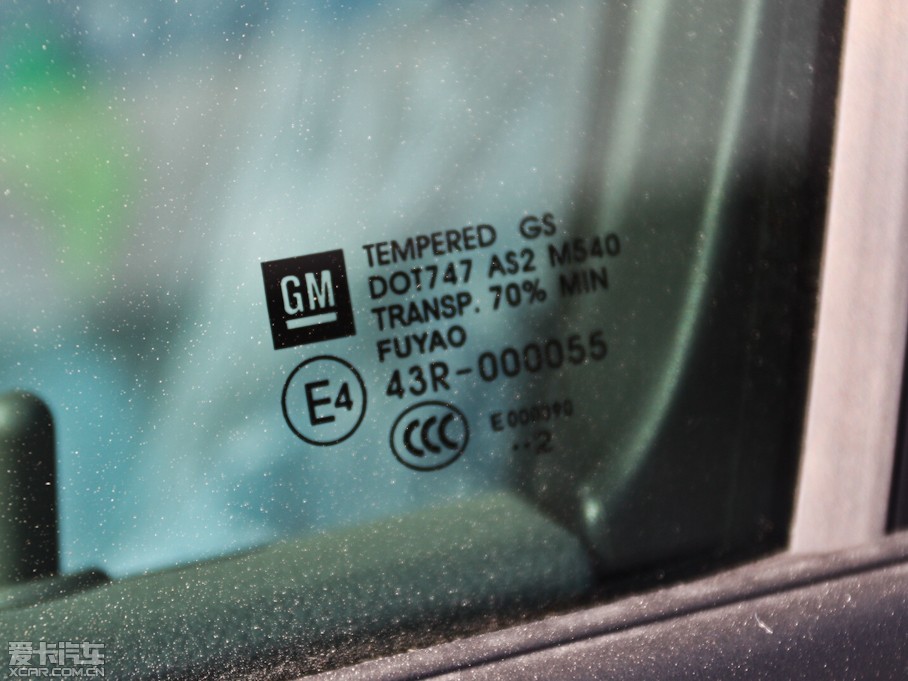 GM
TEMPERED GS
DOT747 AS2 M540
TRANSP. 70% MIN
FUYAO
E4
43R-000055
CCC
··2
爱卡汽车
XCAR.COM.CN